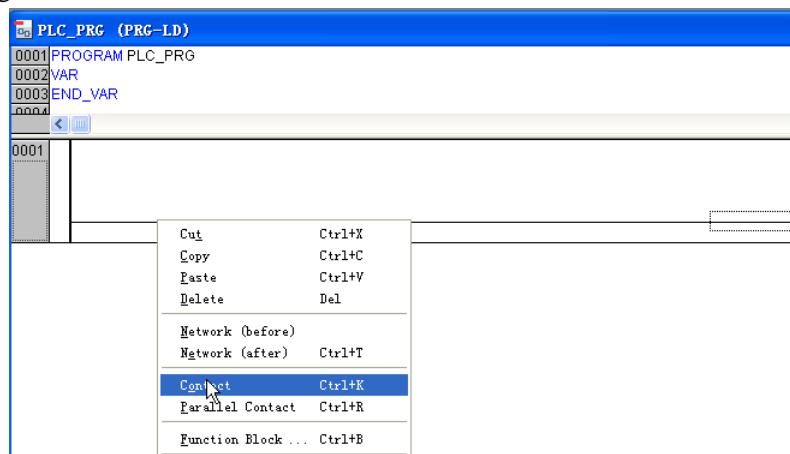 PLC_PRG (PRG-LD)
0001 PROGRAM PLC_PRG
0002 VAR
0003 END_VAR
0004
0001
Cut Ctrl+X
Copy Ctrl+C
Paste Ctrl+V
Delete Del
Network (before)
Network (after) Ctrl+T
Contact Ctrl+K
Parallel Contact Ctrl+R
Function Block ... Ctrl+B